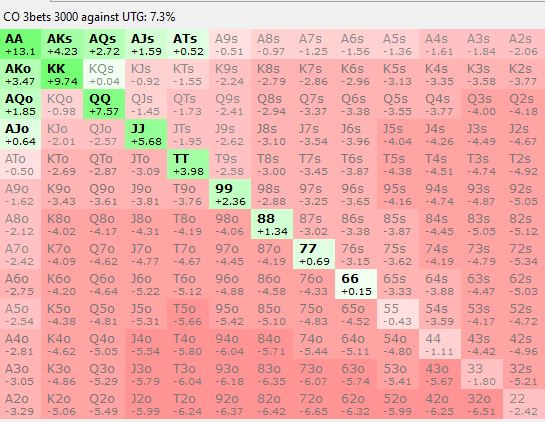 CO 3bets 3000 against UTG: 7.3%
AA AKs AQs AJs ATs A9s A8s A7s A6s A5s A4s A3s A2s
+13.1 +4.23 +2.72 +1.59 +0.52 -0.51 -0.97 -1.25 -1.56 -1.36 -1.61 -1.84 -2.06
AKo KK KQs KJs KTs K9s K8s K7s K6s K5s K4s K3s K2s
+3.47 +9.74 +0.04 -0.92 -1.55 -2.24 -2.79 -2.86 -2.96 -3.13 -3.35 -3.58 -3.77
AQo KQo QQ QJs QTs Q9s Q8s Q7s Q6s Q5s Q4s Q3s Q2s
+1.85 -0.98 +7.57 -1.45 -1.73 -2.41 -2.94 -3.37 -3.38 -3.55 -3.77 -4.00 -4.18
AJo KJo QJo JJ JTs J9s J8s J7s J6s J5s J4s J3s J2s
+0.64 -2.01 -2.57 +5.68 -1.95 -2.62 -3.10 -3.54 -3.96 -4.04 -4.26 -4.49 -4.67
ATo KTo QTo JTo TT T9s T8s T7s T6s T5s T4s T3s T2s
-0.50 -2.69 -2.87 -3.09 +3.98 -2.58 -3.00 -3.45 -3.87 -4.38 -4.51 -4.74 -4.92
A9o K9o Q9o J9o T9o 99 98s 97s 96s 95s 94s 93s 92s
-1.62 -3.43 -3.61 -3.81 -3.76 +2.36 -2.88 -3.25 -3.65 -4.16 -4.74 -4.87 -5.05
A8o K8o Q8o J8o T8o 98o 88 87s 86s 85s 84s 83s 82s
-2.12 -4.02 -4.17 -4.31 -4.19 -4.06 +1.34 -3.02 -3.38 -3.87 -4.45 -5.05 -5.12
A7o K7o Q7o J7o T7o 97o 87o 77 76s 75s 74s 73s 72s
-2.42 -4.09 -4.62 -4.77 -4.67 -4.45 -4.19 +0.69 -3.15 -3.62 -4.19 -4.79 -5.34
A6o K6o Q6o J6o T6o 96o 86o 76o 66 65s 64s 63s 62s
-2.75 -4.20 -4.64 -5.22 -5.12 -4.88 -4.58 -4.33 +0.15 -3.33 -3.88 -4.47 -5.03
A5o K5o Q5o J5o T5o 95o 85o 75o 65o 55 54s 53s 52s
-2.54 -4.38 -4.81 -5.31 -5.66 -5.42 -5.10 -4.83 -4.52 -0.43 -3.59 -4.17 -4.72
A4o K4o Q4o J4o T4o 94o 84o 74o 64o 54o 44 43s 42s
-2.81 -4.62 -5.05 -5.54 -5.80 -6.04 -5.71 -5.44 -5.11 -4.80 -1.11 -4.42 -4.96
A3o K3o Q3o J3o T3o 93o 83o 73o 63o 53o 43o 33 32s
-3.05 -4.86 -5.29 -5.79 -6.04 -6.18 -6.35 -6.07 -5.74 -5.41 -5.67 -1.80 -5.21
A2o K2o Q2o J2o T2o 92o 82o 72o 62o 52o 42o 32o 22
-3.29 -5.06 -5.49 -5.99 -6.24 -6.37 -6.42 -6.65 -6.32 -5.99 -6.25 -6.51 -2.42